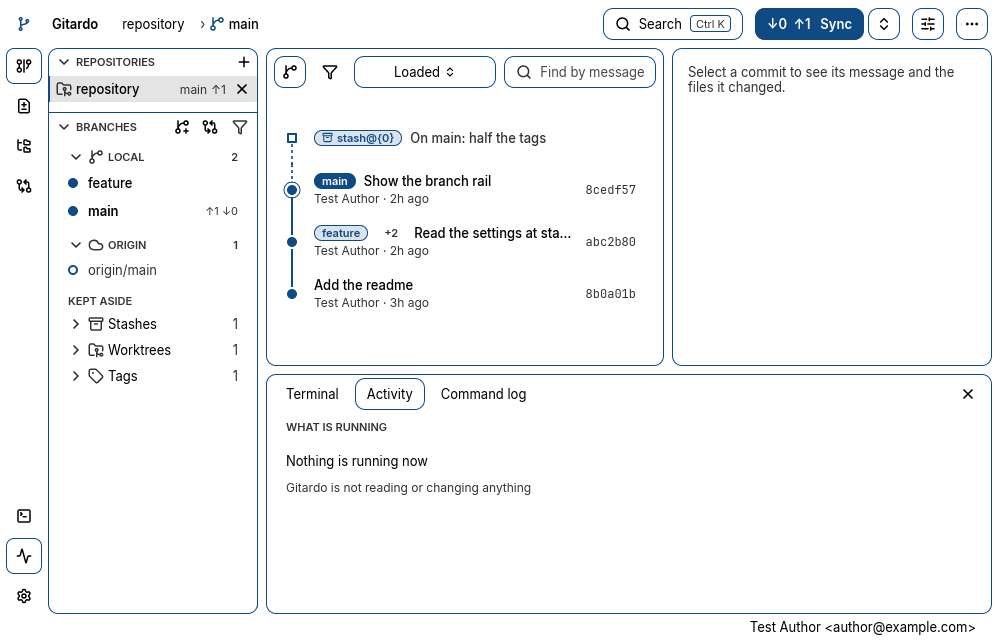 Gitardo repository › main Search Ctrl K ↓0 ↑1 Sync
REPOSITORIES
repository main ↑1
BRANCHES
LOCAL 2
feature
main ↑1 ↓0
ORIGIN 1
origin/main
KEPT ASIDE
Stashes 1
Worktrees 1
Tags 1
Loaded Find by message
stash@{0} On main: half the tags
main Show the branch rail
Test Author · 2h ago 8cedf57
feature +2 Read the settings at sta...
Test Author · 2h ago abc2b80
Add the readme
Test Author · 3h ago 8b0a01b
Select a commit to see its message and the
files it changed.
Terminal Activity Command log
WHAT IS RUNNING
Nothing is running now
Gitardo is not reading or changing anything
Test Author <author@example.com>